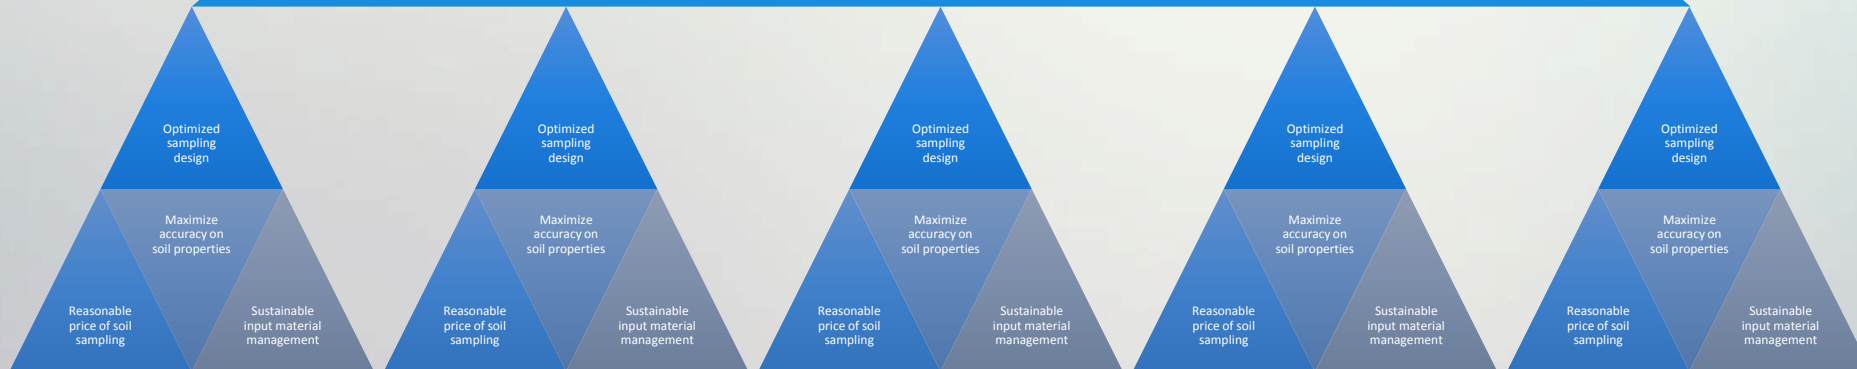 Optimized
sampling
design
Maximize
accuracy on
soil properties
Reasonable
price of soil
sampling
Sustainable
input material
management
Optimized
sampling
design
Maximize
accuracy on
soil properties
Reasonable
price of soil
sampling
Sustainable
input material
management
Optimized
sampling
design
Maximize
accuracy on
soil properties
Reasonable
price of soil
sampling
Sustainable
input material
management
Optimized
sampling
design
Maximize
accuracy on
soil properties
Reasonable
price of soil
sampling
Sustainable
input material
management
Optimized
sampling
design
Maximize
accuracy on
soil properties
Reasonable
price of soil
sampling
Sustainable
input material
management